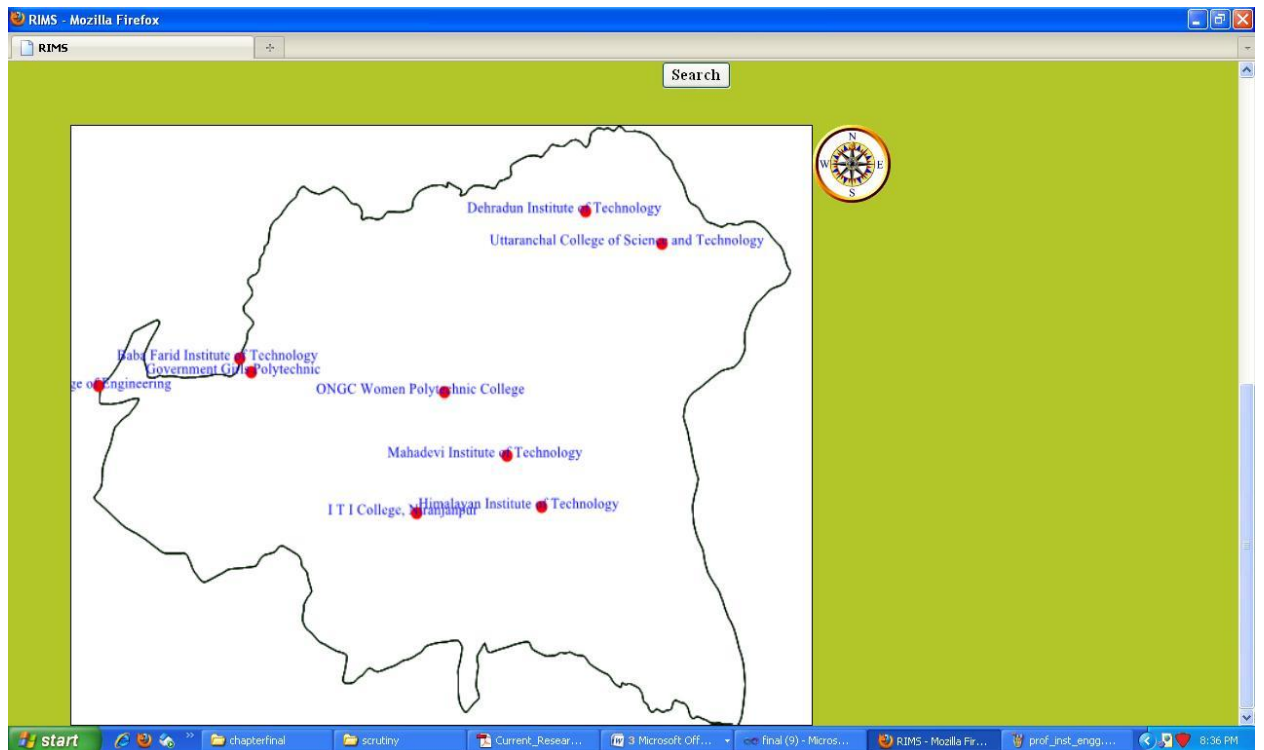 RIMS - Mozilla Firefox
RIMS
Search
N
W E
S
Dehradun Institute of Technology
Uttaranchal College of Science and Technology
Baba Farid Institute of Technology
Government Girls Polytechnic
ge of Engineering
ONGC Women Polytechnic College
Mahadevi Institute of Technology
Himalayan Institute of Technology
I T I College, Niranjanpur
start
chapterfinal
scrutiny
Current_Resear...
3 Microsoft Off...
final (9) - Micros...
RIMS - Mozilla Fir...
prof_inst_engg....
8:36 PM